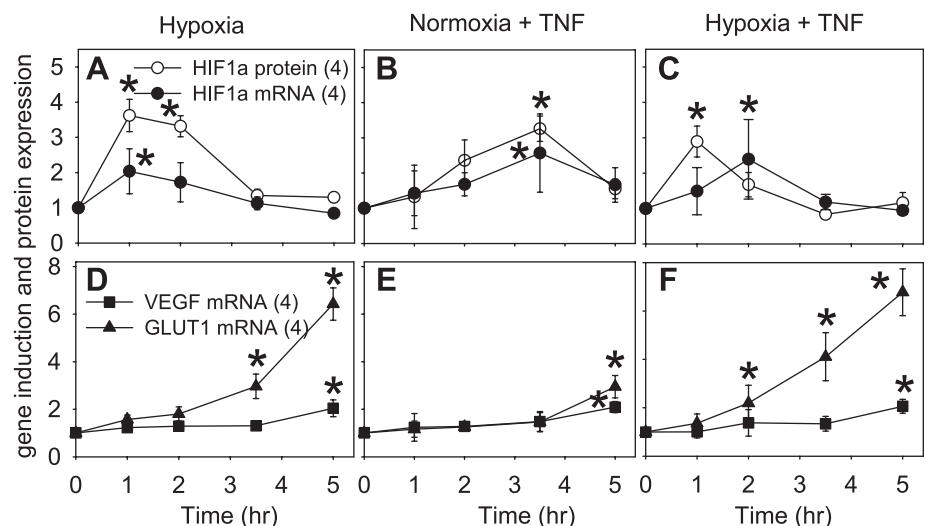 Hypoxia
Normoxia + TNF
Hypoxia + TNF
gene induction and protein expression
A
HIF1a protein (4)
HIF1a mRNA (4)
* * *
5
4
3
2
1
0
B
* *
C
* *
D
VEGF mRNA (4)
GLUT1 mRNA (4)
* * *
8
6
4
2
0
E
* *
F
* * * *
0 1 2 3 4 5
0 1 2 3 4 5
0 1 2 3 4 5
Time (hr)
Time (hr)
Time (hr)